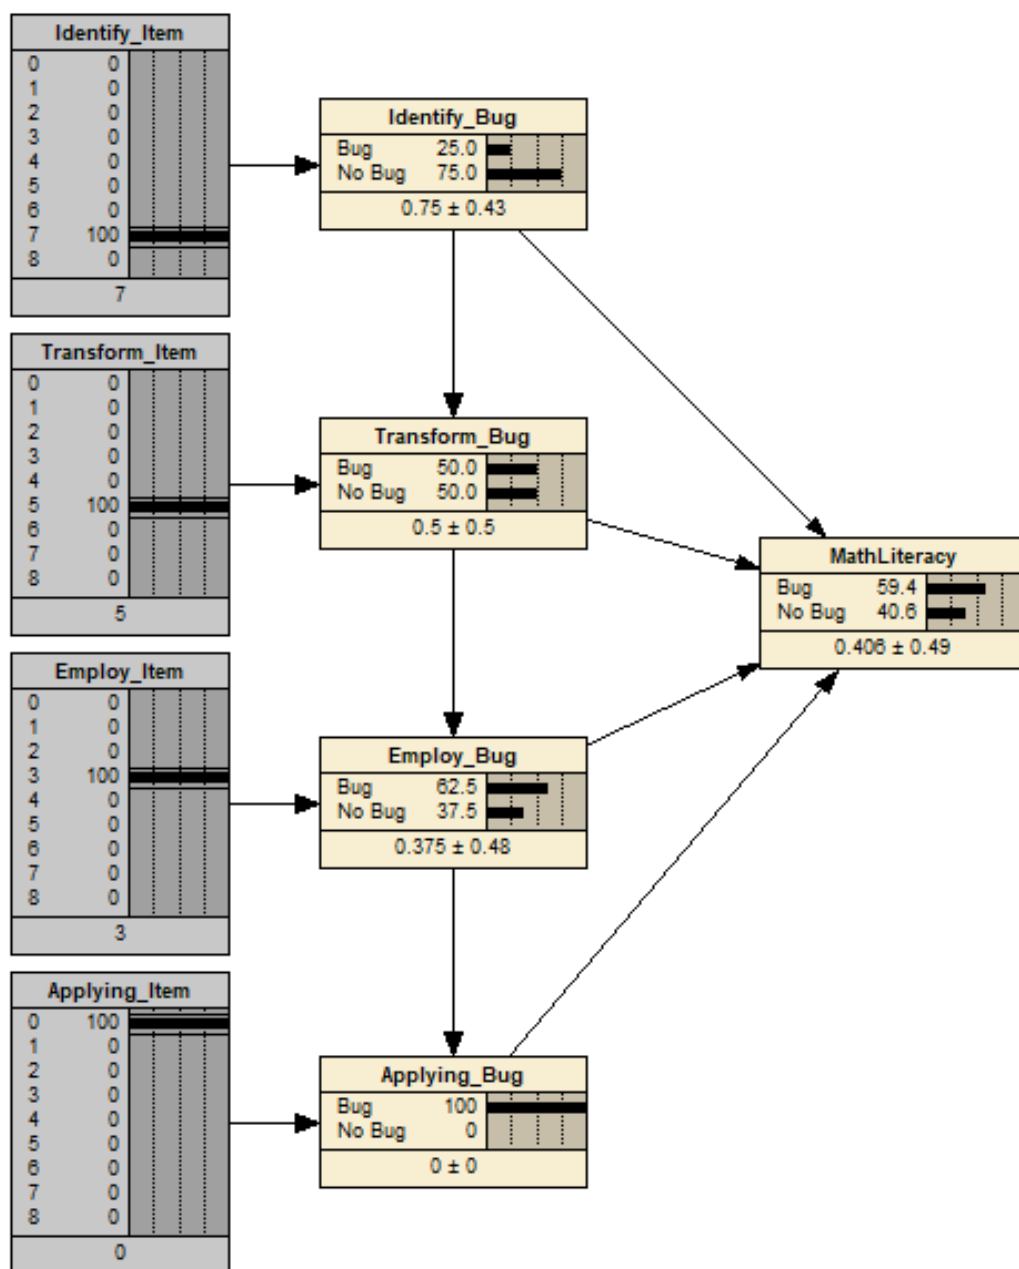 Identify_Item
0 0
1 0
2 0
3 0
4 0
5 0
6 0
7 100
8 0
7
Identify_Bug
Bug 25.0
No Bug 75.0
0.75 ± 0.43
Transform_Item
0 0
1 0
2 0
3 0
4 0
5 100
6 0
7 0
8 0
5
Transform_Bug
Bug 50.0
No Bug 50.0
0.5 ± 0.5
MathLiteracy
Bug 59.4
No Bug 40.6
0.406 ± 0.49
Employ_Item
0 0
1 0
2 0
3 100
4 0
5 0
6 0
7 0
8 0
3
Employ_Bug
Bug 62.5
No Bug 37.5
0.375 ± 0.48
Applying_Item
0 100
1 0
2 0
3 0
4 0
5 0
6 0
7 0
8 0
0
Applying_Bug
Bug 100
No Bug 0
0 ± 0